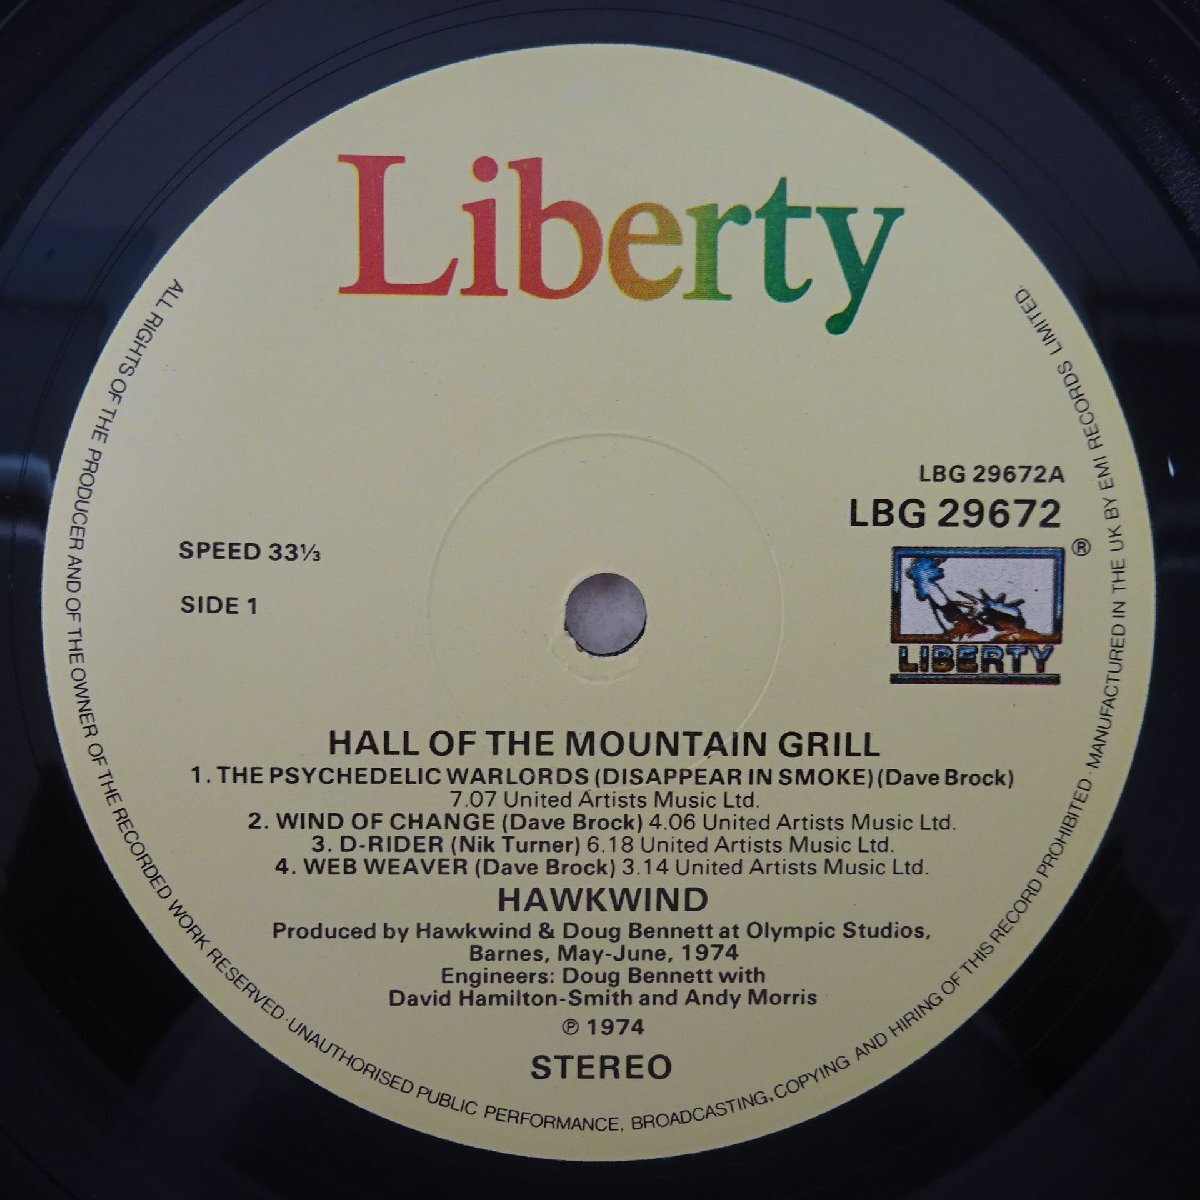 Liberty
LBG 29672A
LBG 29672
®
LIBERTY
SPEED 33⅓
SIDE 1
HALL OF THE MOUNTAIN GRILL
1. THE PSYCHEDELIC WARLORDS (DISAPPEAR IN SMOKE) (Dave Brock)
7.07 United Artists Music Ltd.
2. WIND OF CHANGE (Dave Brock) 4.06 United Artists Music Ltd.
3. D-RIDER (Nik Turner) 6.18 United Artists Music Ltd.
4. WEB WEAVER (Dave Brock) 3.14 United Artists Music Ltd.
HAWKWIND
Produced by Hawkwind & Doug Bennett at Olympic Studios,
Barnes, May-June, 1974
Engineers: Doug Bennett with
David Hamilton-Smith and Andy Morris
℗ 1974
STEREO
ALL RIGHTS OF THE PRODUCER AND OF THE OWNER OF THE RECORDED WORK RESERVED · UNAUTHORISED PUBLIC PERFORMANCE, BROADCASTING, COPYING AND HIRING OF THIS RECORD PROHIBITED · MANUFACTURED IN THE UK BY EMI RECORDS LIMITED.